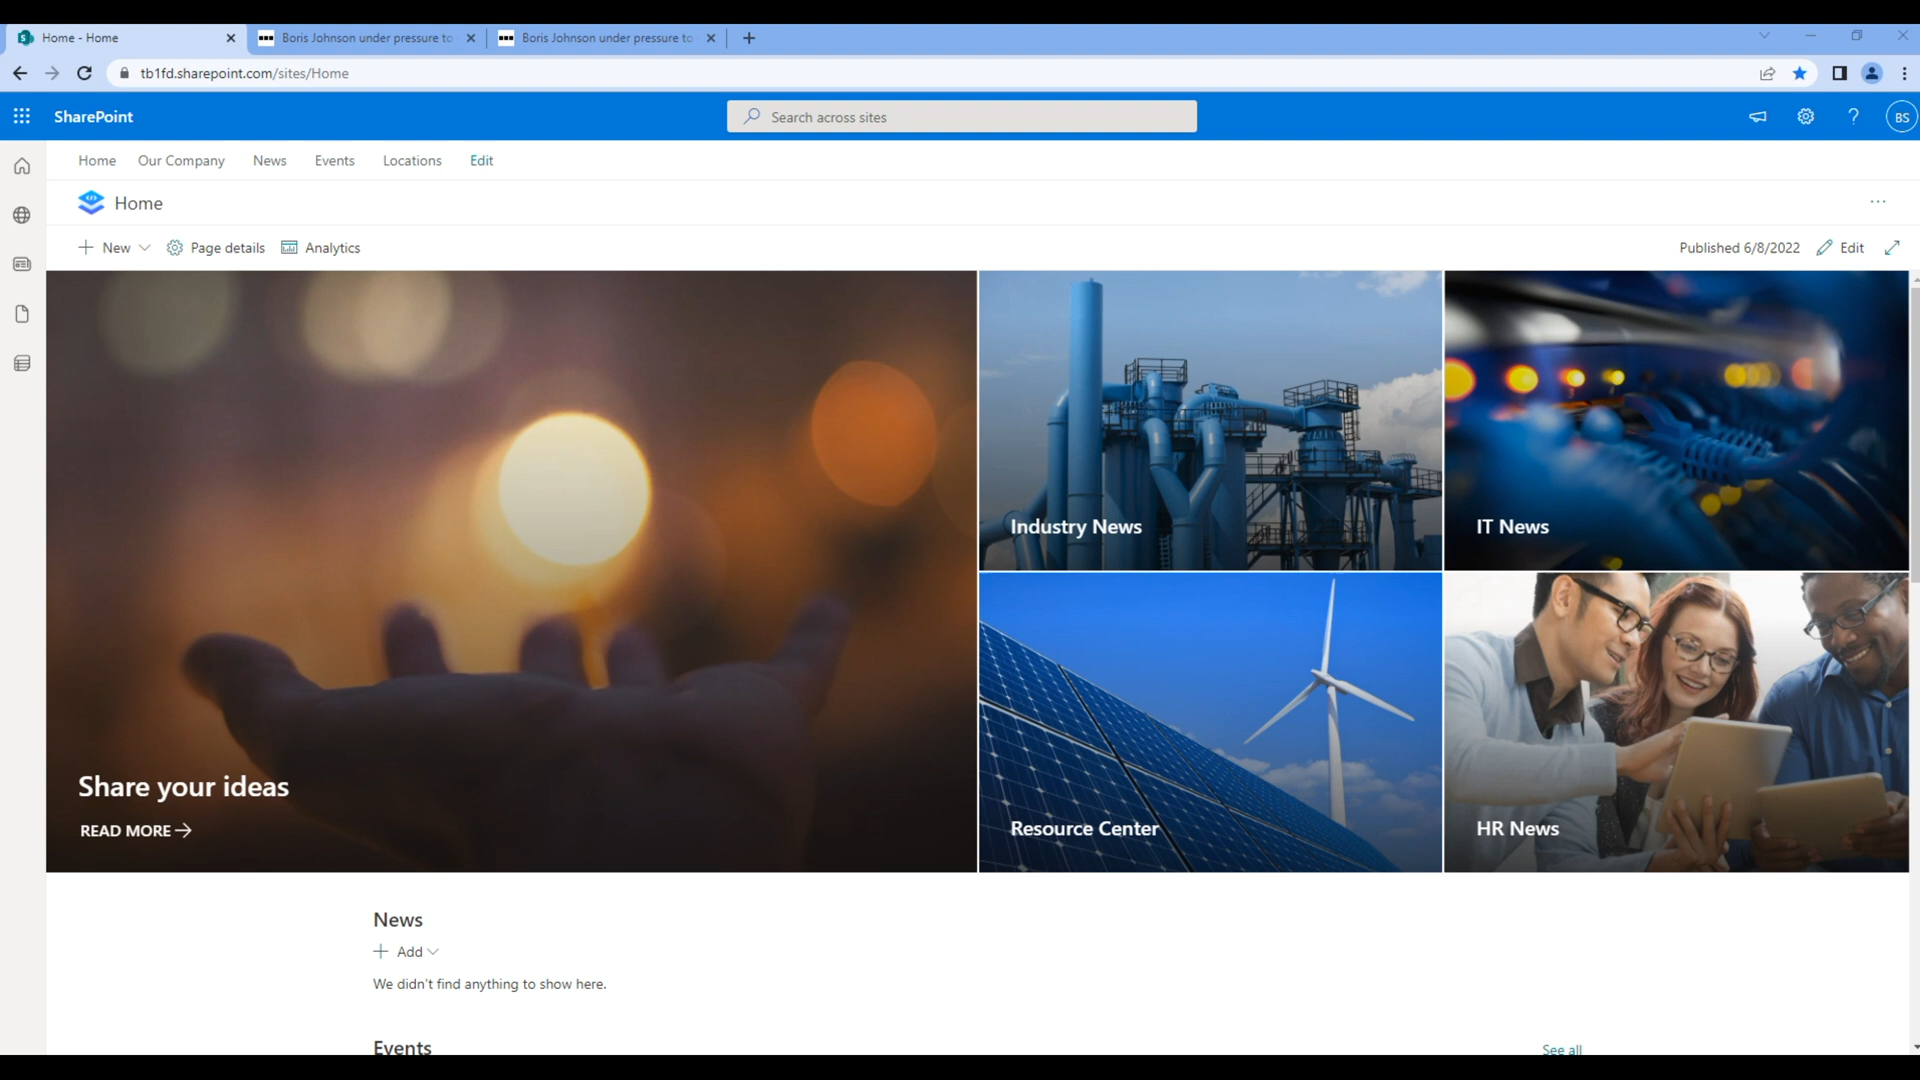 Home - Home
Boris Johnson under pressure to
Boris Johnson under pressure to
tb1fd.sharepoint.com/sites/Home
SharePoint
Search across sites
BS
Home Our Company News Events Locations Edit
Home
New Page details Analytics
Published 6/8/2022 Edit
Industry News
IT News
Share your ideas
READ MORE
Resource Center
HR News
News
Add
We didn't find anything to show here.
Events
See all